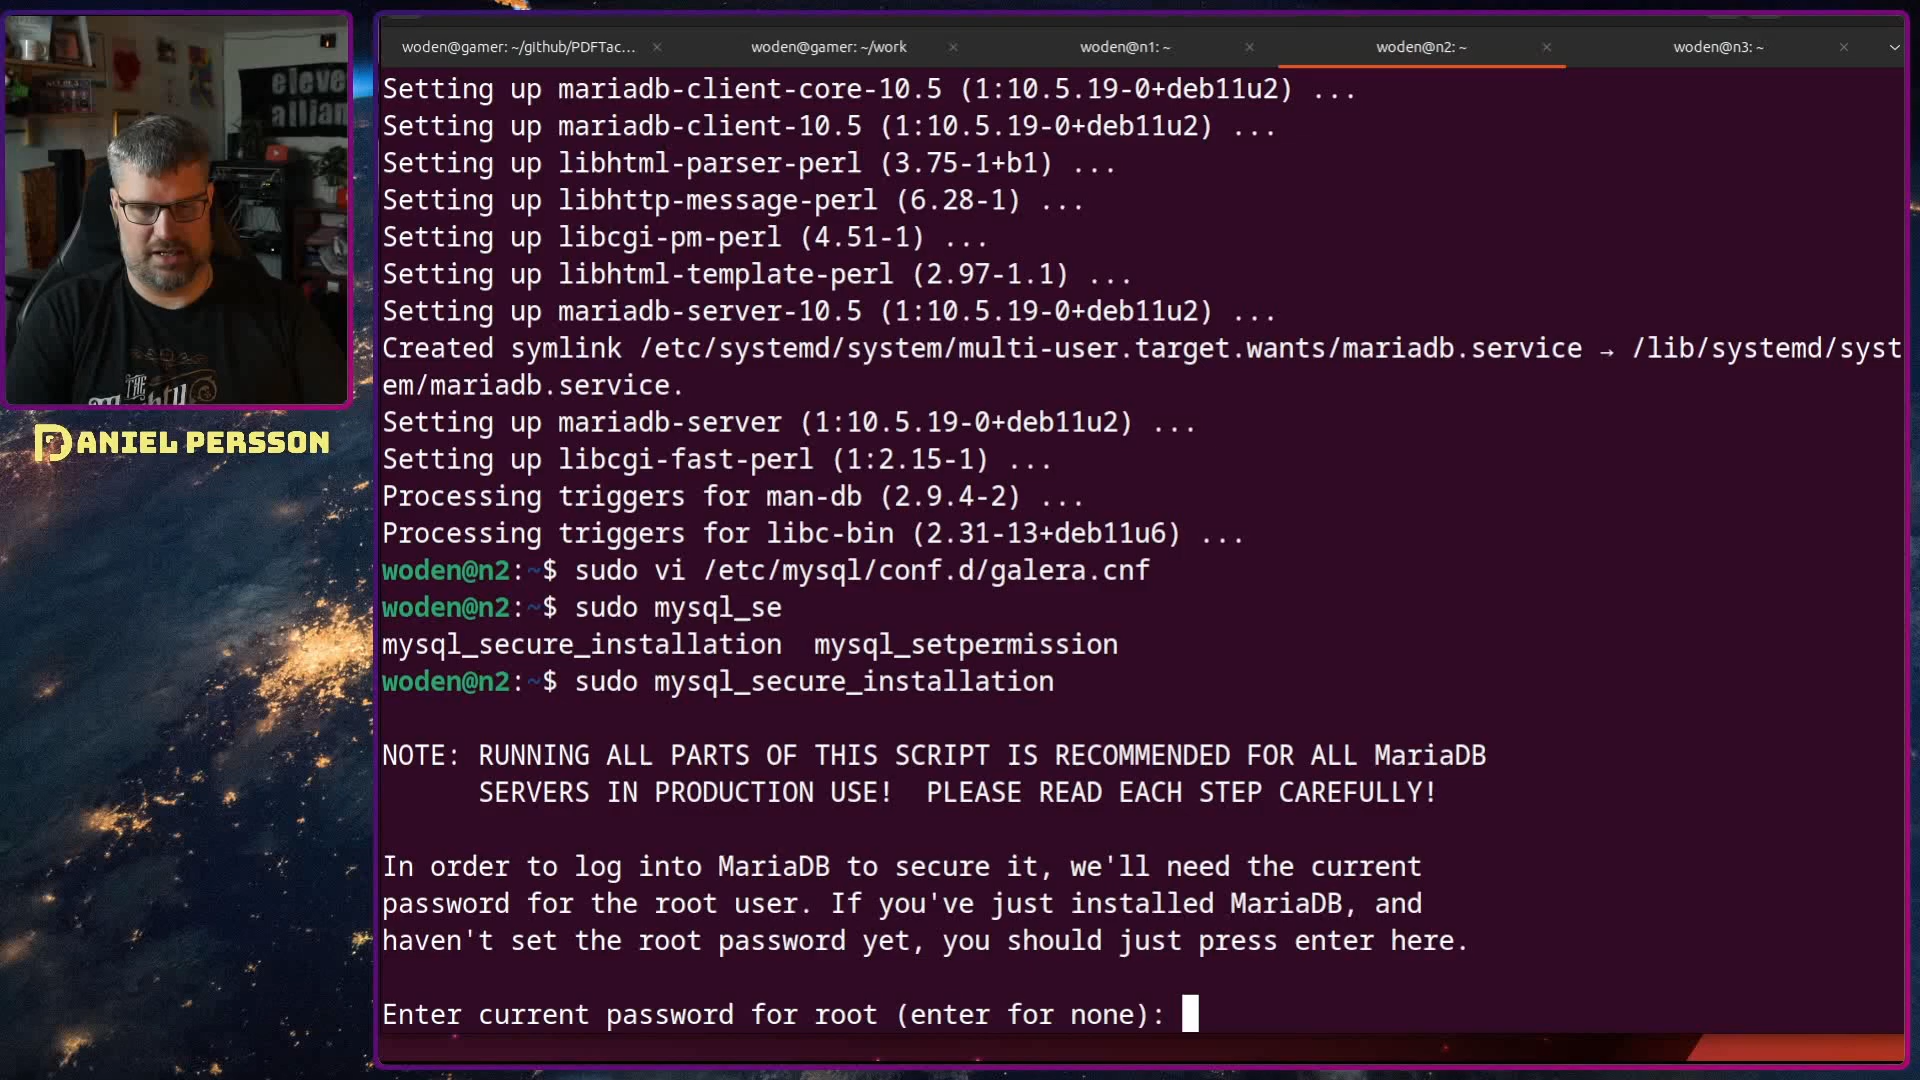 eleve
allian
THE
DANIEL PERSSON
woden@gamer: ~/github/PDFTac... × woden@gamer: ~/work × woden@n1: ~ × woden@n2: ~ × woden@n3: ~ ×
Setting up mariadb-client-core-10.5 (1:10.5.19-0+deb11u2) ...
Setting up mariadb-client-10.5 (1:10.5.19-0+deb11u2) ...
Setting up libhtml-parser-perl (3.75-1+b1) ...
Setting up libhttp-message-perl (6.28-1) ...
Setting up libcgi-pm-perl (4.51-1) ...
Setting up libhtml-template-perl (2.97-1.1) ...
Setting up mariadb-server-10.5 (1:10.5.19-0+deb11u2) ...
Created symlink /etc/systemd/system/multi-user.target.wants/mariadb.service → /lib/systemd/syst
em/mariadb.service.
Setting up mariadb-server (1:10.5.19-0+deb11u2) ...
Setting up libcgi-fast-perl (1:2.15-1) ...
Processing triggers for man-db (2.9.4-2) ...
Processing triggers for libc-bin (2.31-13+deb11u6) ...
woden@n2:~$ sudo vi /etc/mysql/conf.d/galera.cnf
woden@n2:~$ sudo mysql_se
mysql_secure_installation  mysql_setpermission
woden@n2:~$ sudo mysql_secure_installation
NOTE: RUNNING ALL PARTS OF THIS SCRIPT IS RECOMMENDED FOR ALL MariaDB
SERVERS IN PRODUCTION USE!  PLEASE READ EACH STEP CAREFULLY!
In order to log into MariaDB to secure it, we'll need the current
password for the root user. If you've just installed MariaDB, and
haven't set the root password yet, you should just press enter here.
Enter current password for root (enter for none):